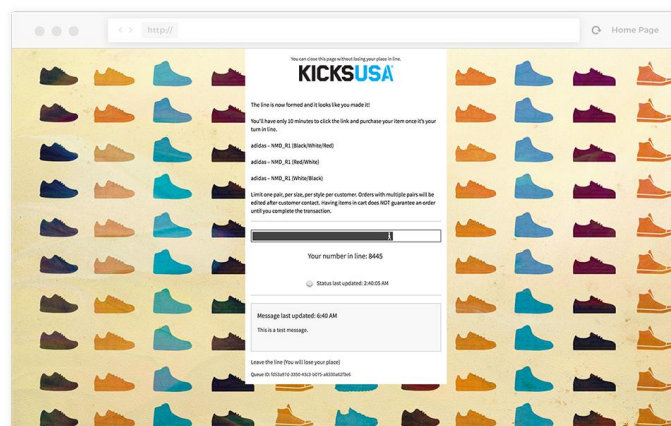 http://
Home Page
You can close this page without losing your place in line.
KICKSUSA
The line is now formed and it looks like you made it!
You'll have only 10 minutes to click the link and purchase your item once it's your
turn in line.
adidas – NMD_R1 (Black/White/Red)
adidas – NMD_R1 (Red/White)
adidas – NMD_R1 (White/Black)
Limit one pair, per size, per style per customer. Orders with multiple pairs will be
edited after customer contact. Having items in cart does NOT guarantee an order
until you complete the transaction.
Your number in line: 8445
Status last updated: 2:40:05 AM
Message last updated: 6:40 AM
This is a test message.
Leave the line (You will lose your place)
Queue ID: